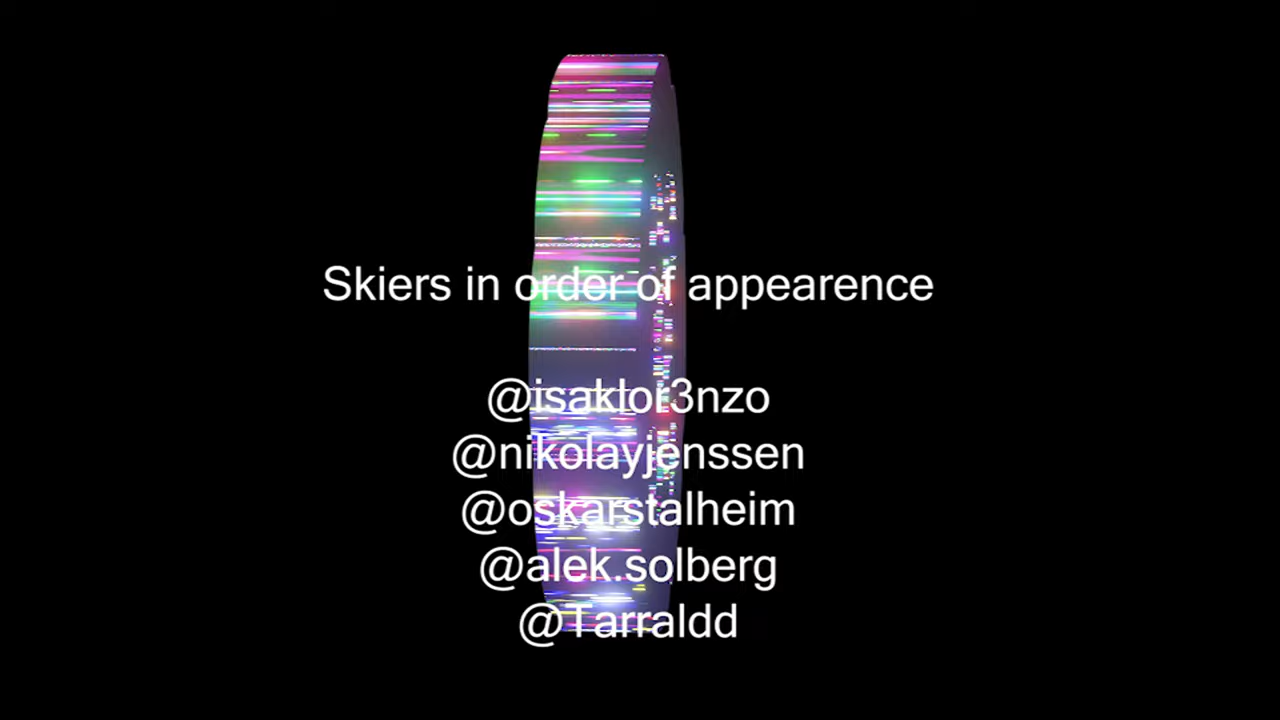 Skiers in order of appearence
@isaklor3nzo
@nikolayjenssen
@oskarstalheim
@alek.solberg
@Tarraldd